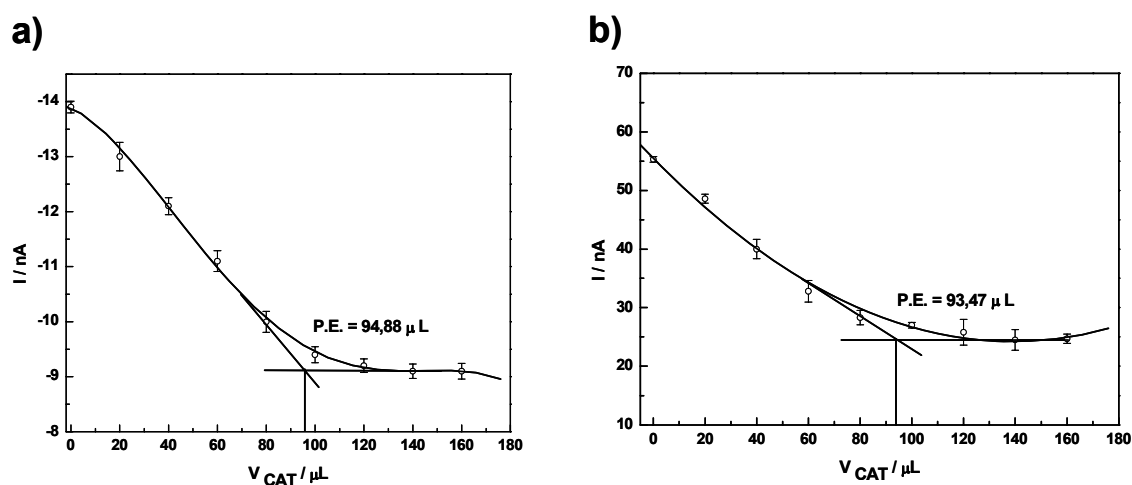 a)
-14
-13
-12
-11
-10
-9
-8
I / nA
P.E. = 94,88 μ L
0 20 40 60 80 100 120 140 160 180
V CAT / μL
b)
70
60
50
40
30
20
10
I / nA
P.E. = 93,47 μ L
0 20 40 60 80 100 120 140 160 180
V CAT / μL